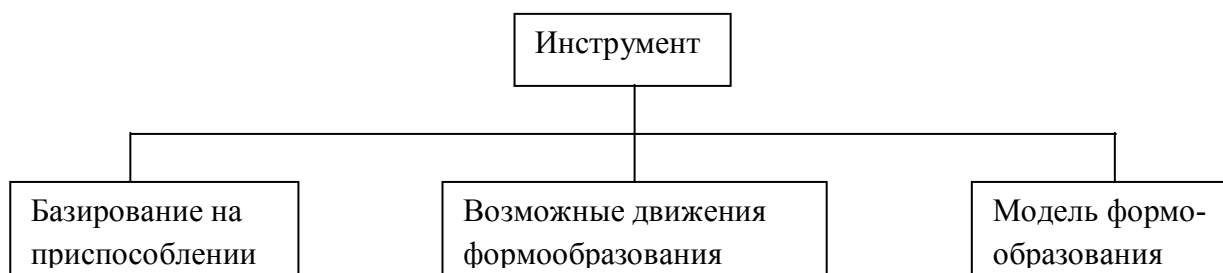 Инструмент
Базирование на
приспособлении
Возможные движения
формообразования
Модель формо-
образования